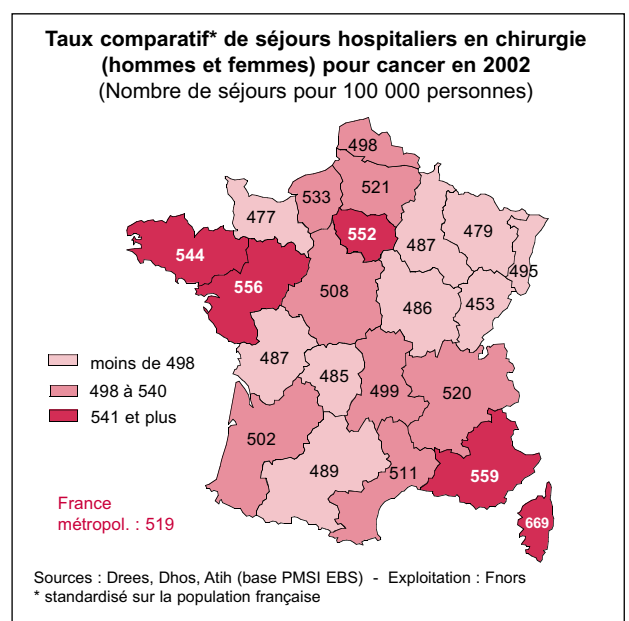 Taux comparatif* de séjours hospitaliers en chirurgie
(hommes et femmes) pour cancer en 2002
(Nombre de séjours pour 100 000 personnes)
498
521
533
477
552
487
479
495
544
556
508
486
453
487
485
499
520
502
489
511
559
669
moins de 498
498 à 540
541 et plus
France
métropol. : 519
Sources : Drees, Dhos, Atih (base PMSI EBS) - Exploitation : Fnors
* standardisé sur la population française